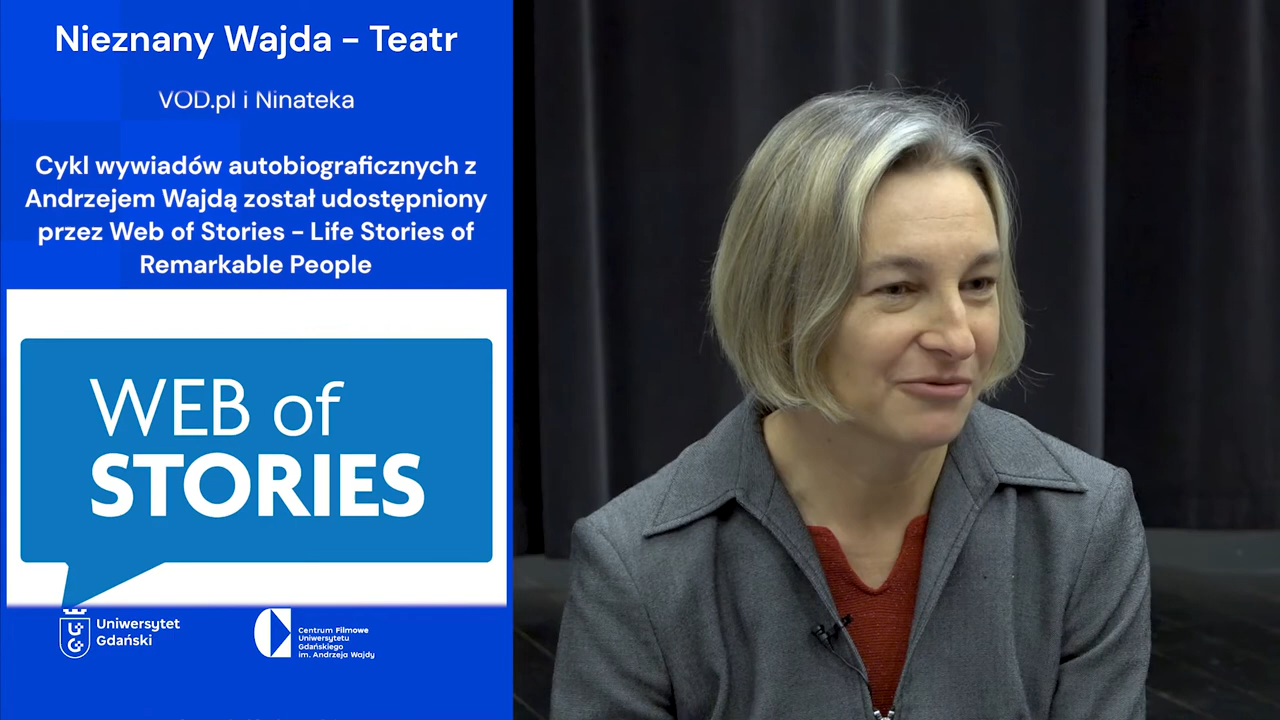 Nieznany Wajda - Teatr
VOD.pl i Ninateka
Cykl wywiadów autobiograficznych z
Andrzejem Wajdą został udostępniony
przez Web of Stories - Life Stories of
Remarkable People
WEB of
STORIES
Uniwersytet
Gdański
Centrum Filmowe
Uniwersytetu
Gdańskiego
im. Andrzeja Wajdy